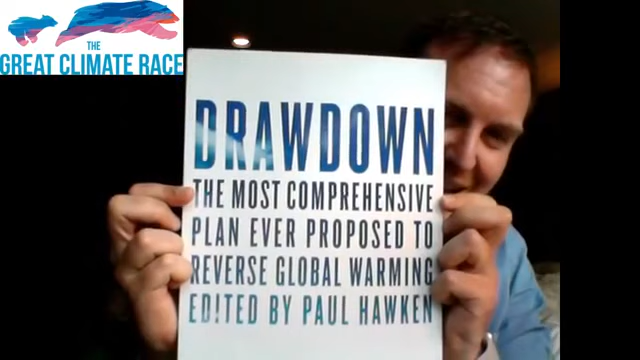 THE
GREAT CLIMATE RACE
DRAWDOWN
THE MOST COMPREHENSIVE
PLAN EVER PROPOSED TO
REVERSE GLOBAL WARMING
EDITED BY PAUL HAWKEN